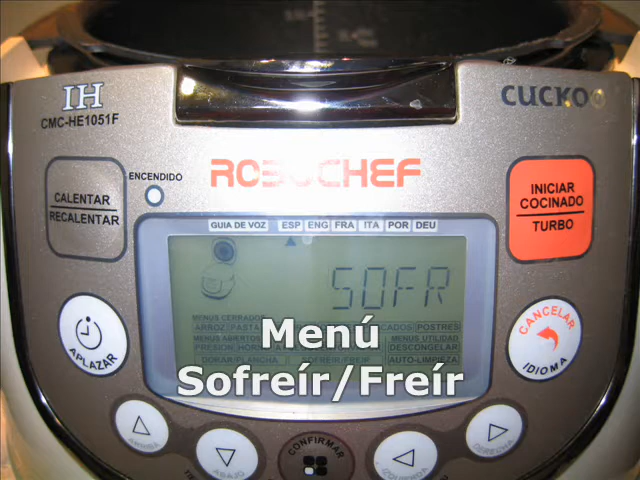 IH
CUCKOO
CMC-HE1051F
ROBOCHEF
ENCENDIDO
CALENTAR
RECALENTAR
INICIAR
COCINADO
TURBO
GUIA DE VOZ ESP ENG FRA ITA POR DEU
SOFR
MENUS CERRADOS
ARROZ PASTA POSTRES
MENUS ABIERTOS MENUS UTILIDAD
PRESION DESCONGELAR
DORAR/PLANCHA SOFREIR/FREIR AUTO-LIMPIEZA
Menú
Sofreír/Freír
APLAZAR
CANCELAR
IDIOMA
ARRIBA
ABAJO
CONFIRMAR
IZQUIERDA
DERECHA